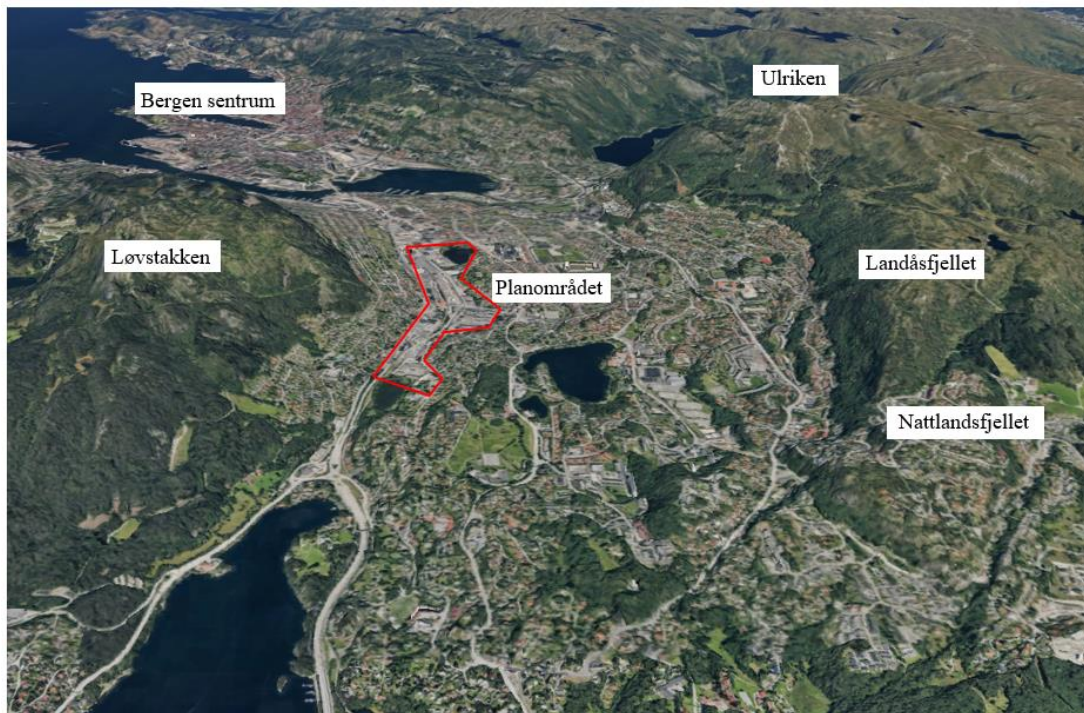 Ulriken
Bergen sentrum
Løvstakken
Landåsfjellet
Planområdet
Nattlandsfjellet